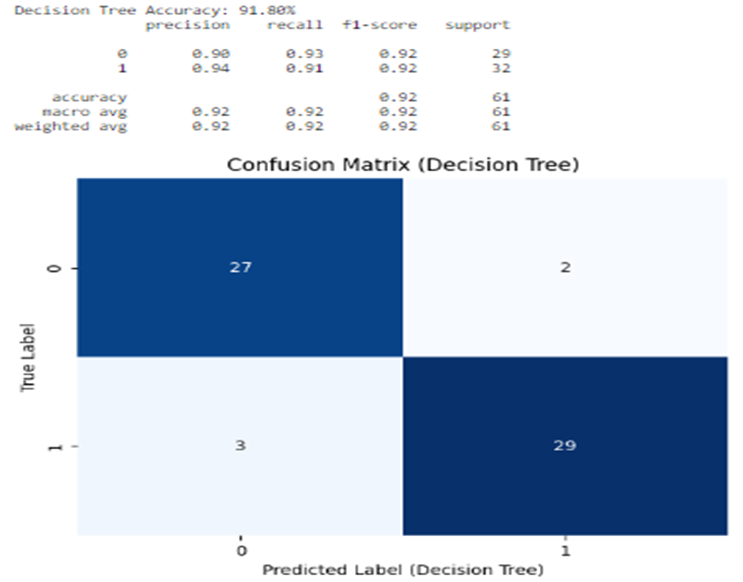 Decision Tree Accuracy: 91.80%
precision recall f1-score support
0 0.90 0.93 0.92 29
1 0.94 0.91 0.92 32
accuracy 0.92 61
macro avg 0.92 0.92 0.92 61
weighted avg 0.92 0.92 0.92 61
Confusion Matrix (Decision Tree)
True Label
0
27 2
1
3 29
0 1
Predicted Label (Decision Tree)